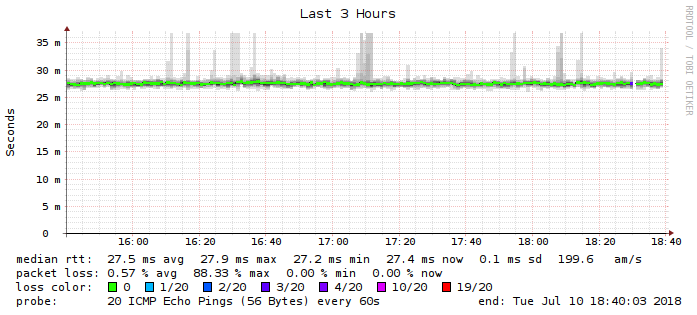 Last 3 Hours
RRDTOOL / TOBI OETIKER
Seconds
35 m
30 m
25 m
20 m
15 m
10 m
5 m
0
16:00 16:20 16:40 17:00 17:20 17:40 18:00 18:20 18:40
median rtt: 27.5 ms avg 27.9 ms max 27.2 ms min 27.4 ms now 0.1 ms sd 199.6 am/s
packet loss: 0.57 % avg 88.33 % max 0.00 % min 0.00 % now
loss color: 0 1/20 2/20 3/20 4/20 10/20 19/20
probe: 20 ICMP Echo Pings (56 Bytes) every 60s end: Tue Jul 10 18:40:03 2018